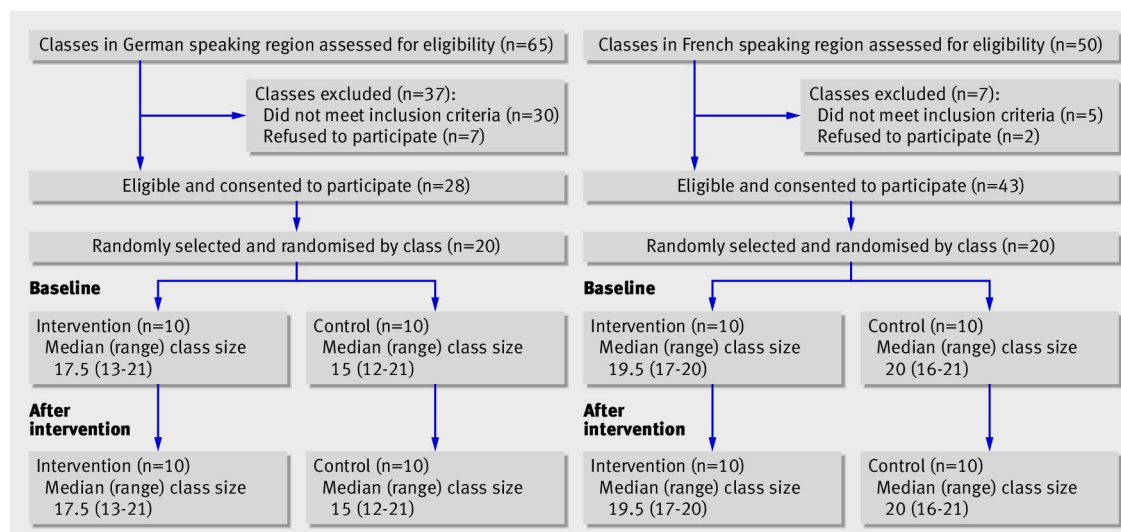 Classes in German speaking region assessed for eligibility (n=65)
Classes excluded (n=37):
Did not meet inclusion criteria (n=30)
Refused to participate (n=7)
Eligible and consented to participate (n=28)
Randomly selected and randomised by class (n=20)
Baseline
Intervention (n=10)
Median (range) class size
17.5 (13-21)
Control (n=10)
Median (range) class size
15 (12-21)
After
intervention
Intervention (n=10)
Median (range) class size
17.5 (13-21)
Control (n=10)
Median (range) class size
15 (12-21)
Classes in French speaking region assessed for eligibility (n=50)
Classes excluded (n=7):
Did not meet inclusion criteria (n=5)
Refused to participate (n=2)
Eligible and consented to participate (n=43)
Randomly selected and randomised by class (n=20)
Baseline
Intervention (n=10)
Median (range) class size
19.5 (17-20)
Control (n=10)
Median (range) class size
20 (16-21)
After
intervention
Intervention (n=10)
Median (range) class size
19.5 (17-20)
Control (n=10)
Median (range) class size
20 (16-21)